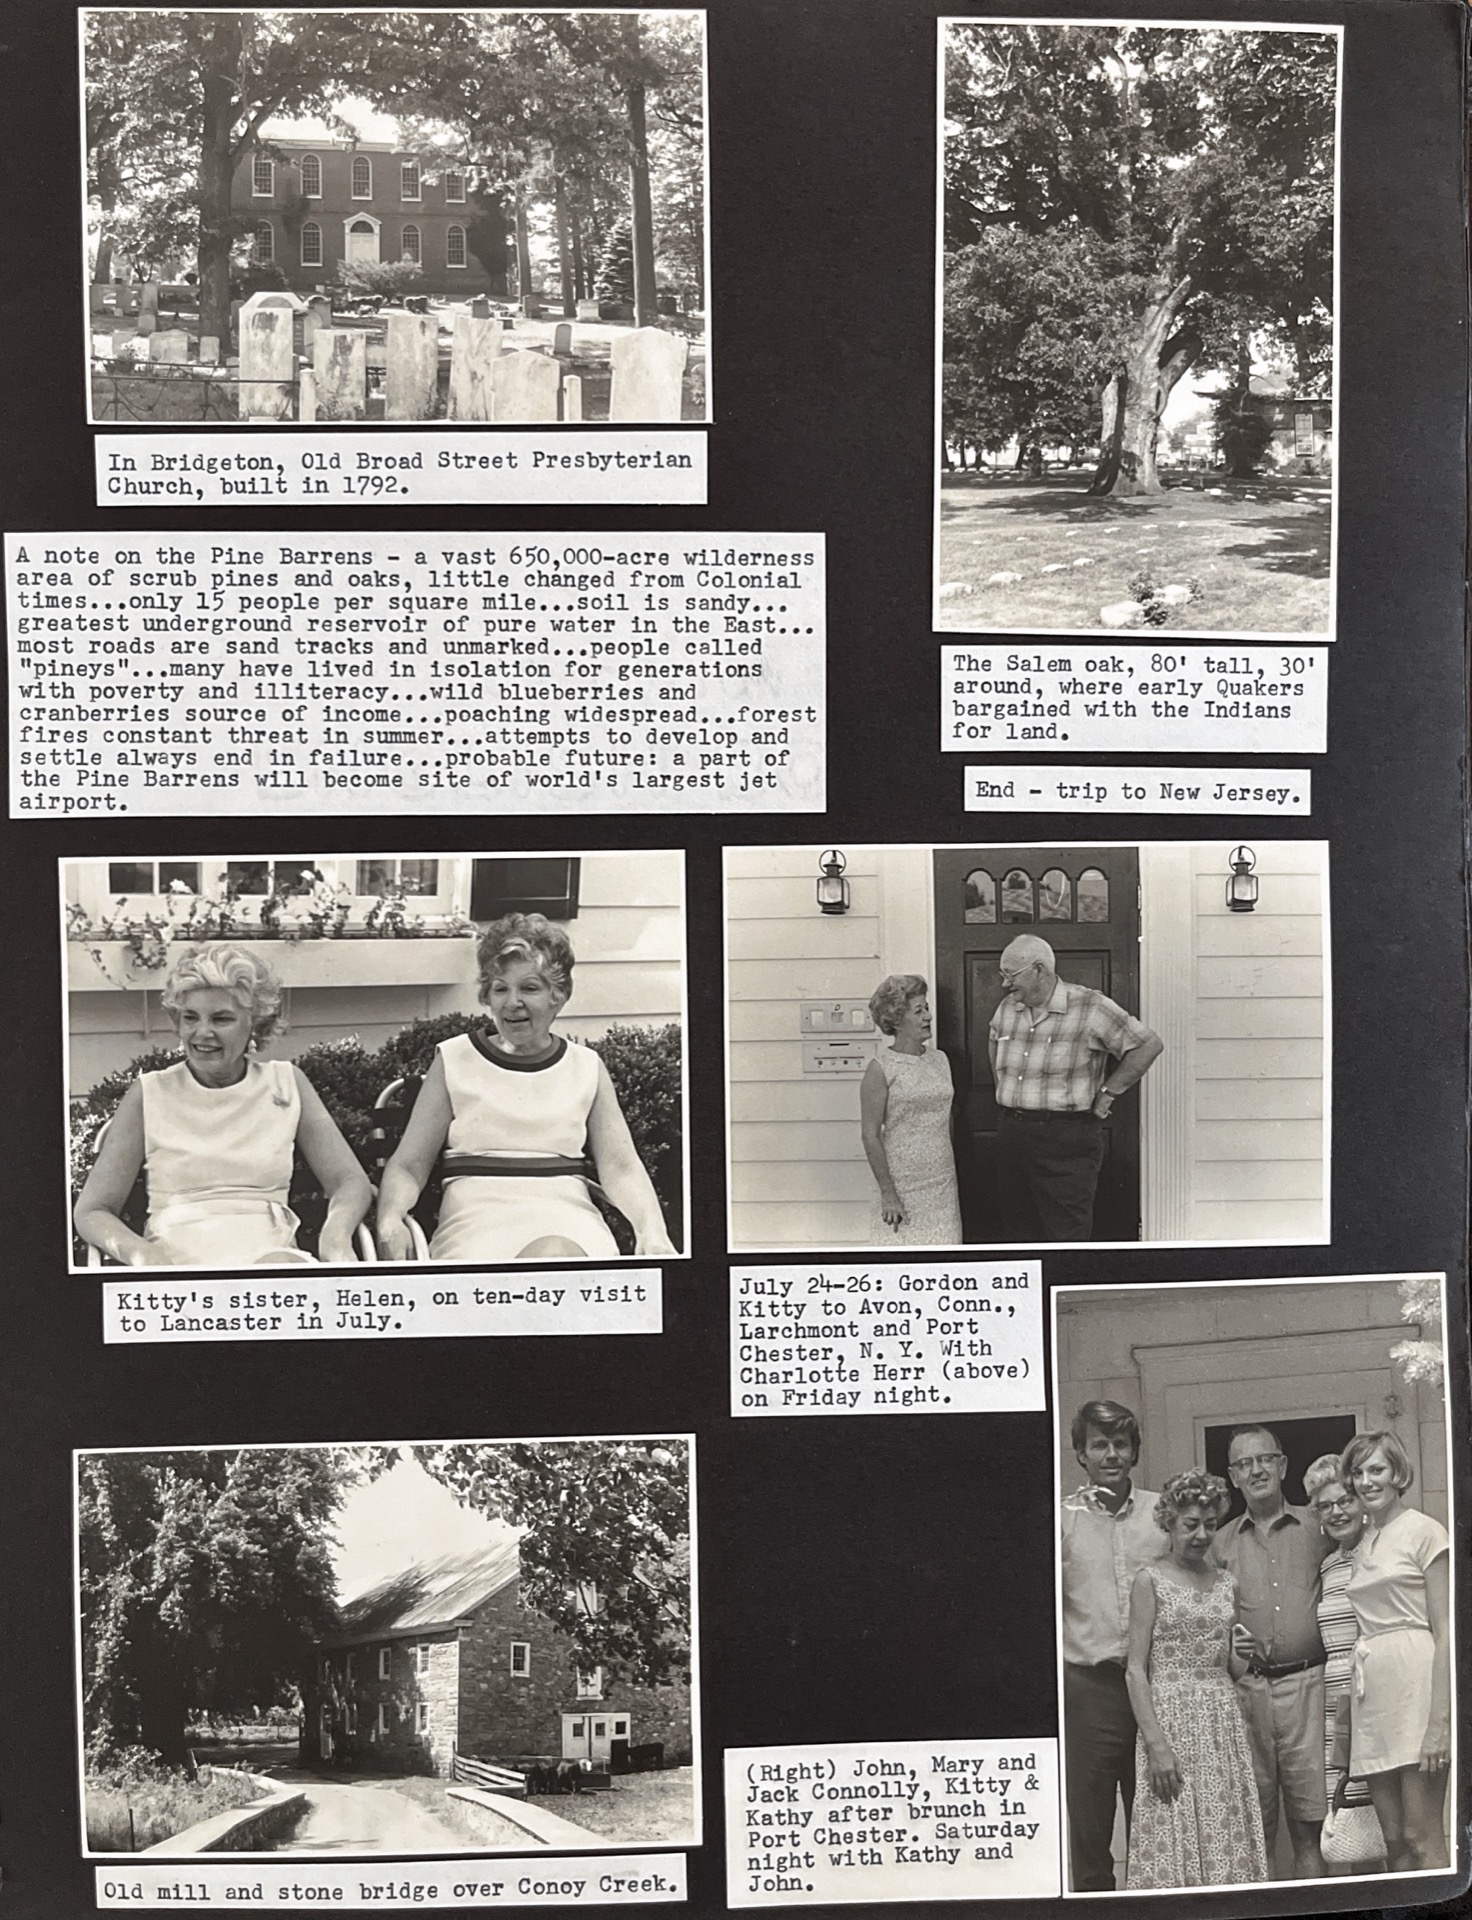 In Bridgeton, Old Broad Street Presbyterian
Church, built in 1792.
A note on the Pine Barrens - a vast 650,000-acre wilderness
area of scrub pines and oaks, little changed from Colonial
times...only 15 people per square mile...soil is sandy...
greatest underground reservoir of pure water in the East...
most roads are sand tracks and unmarked...people called
"pineys"...many have lived in isolation for generations
with poverty and illiteracy...wild blueberries and
cranberries source of income...poaching widespread...forest
fires constant threat in summer...attempts to develop and
settle always end in failure...probable future: a part of
the Pine Barrens will become site of world's largest jet
airport.
The Salem oak, 80' tall, 30'
around, where early Quakers
bargained with the Indians
for land.
End - trip to New Jersey.
Kitty's sister, Helen, on ten-day visit
to Lancaster in July.
July 24-26: Gordon and
Kitty to Avon, Conn.,
Larchmont and Port
Chester, N. Y. With
Charlotte Herr (above)
on Friday night.
Old mill and stone bridge over Conoy Creek.
(Right) John, Mary and
Jack Connolly, Kitty &
Kathy after brunch in
Port Chester. Saturday
night with Kathy and
John.